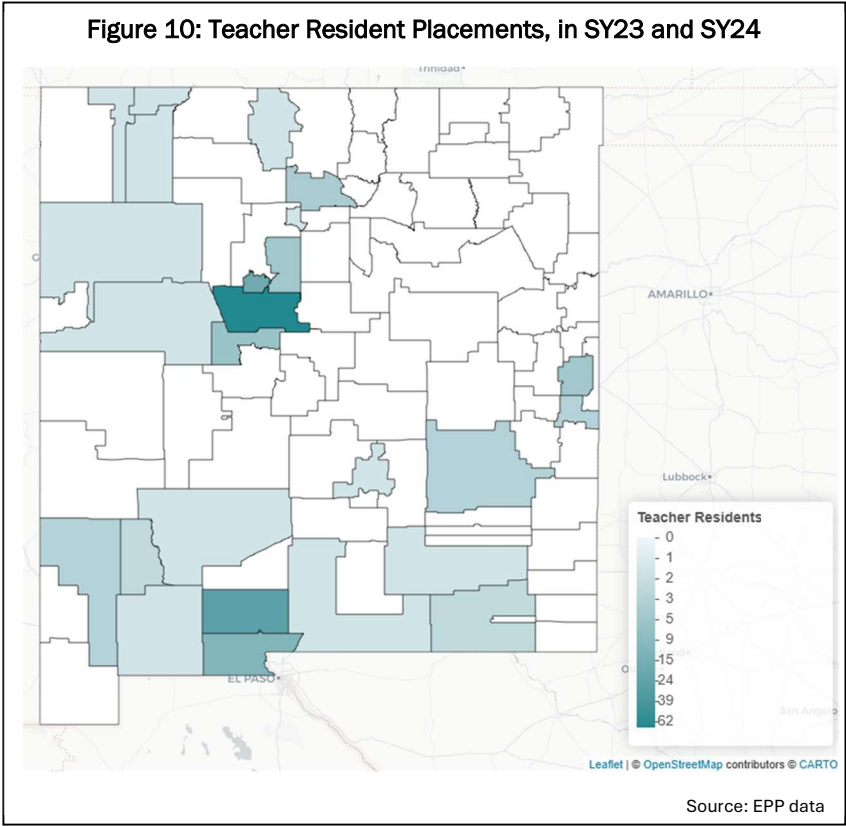 Figure 10: Teacher Resident Placements, in SY23 and SY24
Trinidad
G
AMARILLO
Lubbock
Teacher Residents
0
1
2
3
5
9
15
24
39
62
EL PASO
San Angelo
Leaflet | © OpenStreetMap contributors © CARTO
Source: EPP data